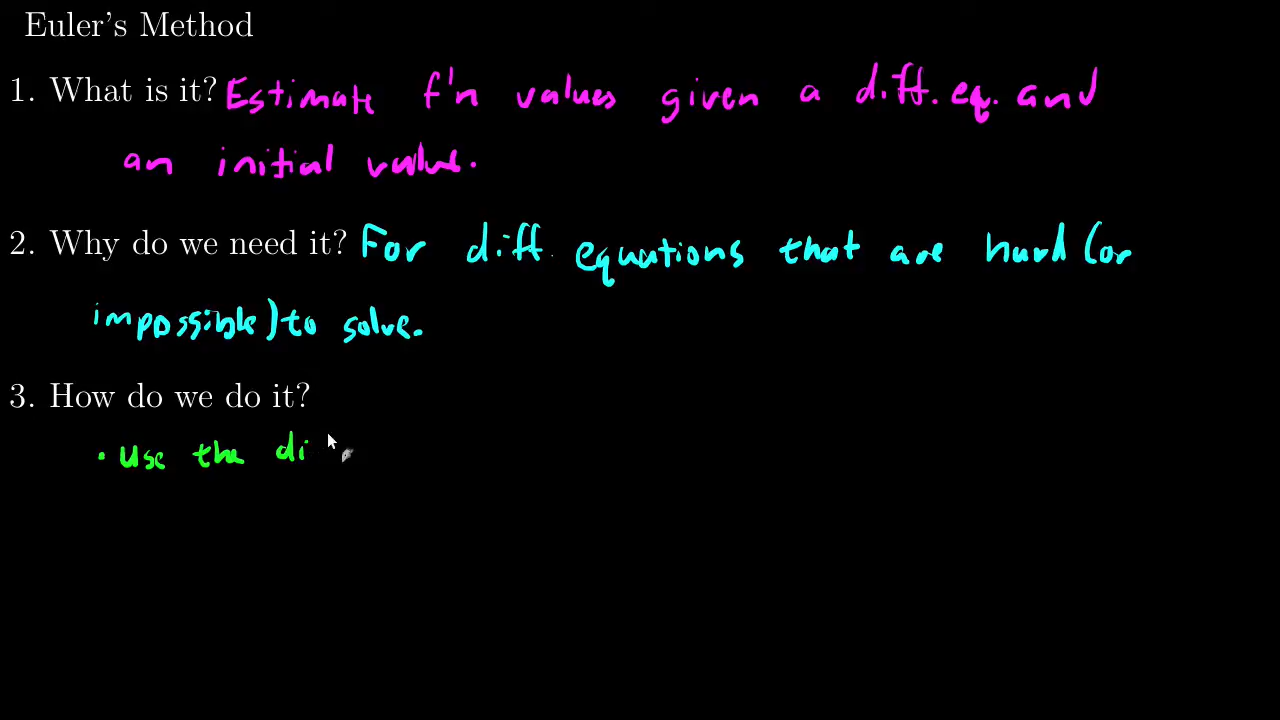 Euler's Method
1. What is it? Estimate f'n values given a diff. eq. and
an initial value.
2. Why do we need it? For diff. equations that are hard (or
impossible) to solve.
3. How do we do it?
• Use the di